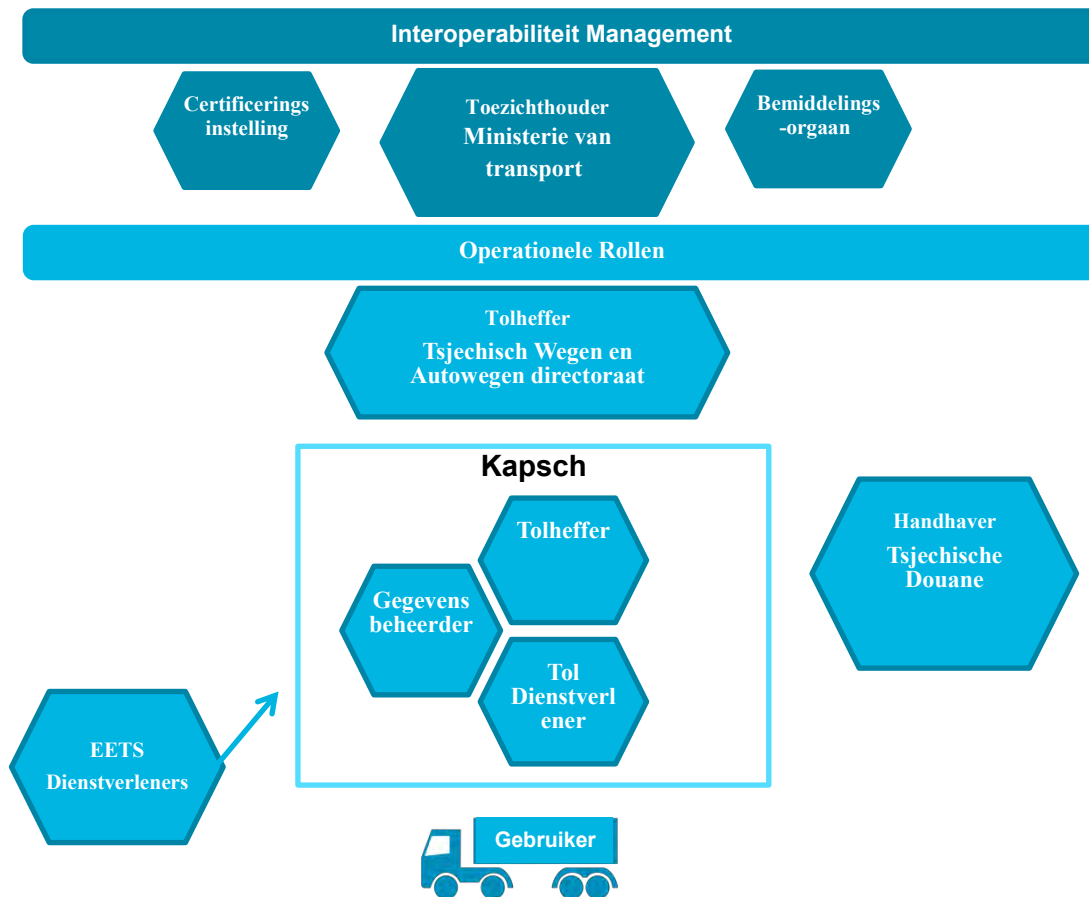 Interoperabiliteit Management
Certificerings
instelling
Toezichthouder
Ministerie van
transport
Bemiddelings
-orgaan
Operationele Rollen
Tolheffer
Tsjechisch Wegen en
Autowegen directoraat
Kapsch
Tolheffer
Gegevens
beheerder
Tol
Dienstverl
ener
Handhaver
Tsjechische
Douane
EETS
Dienstverleners
Gebruiker